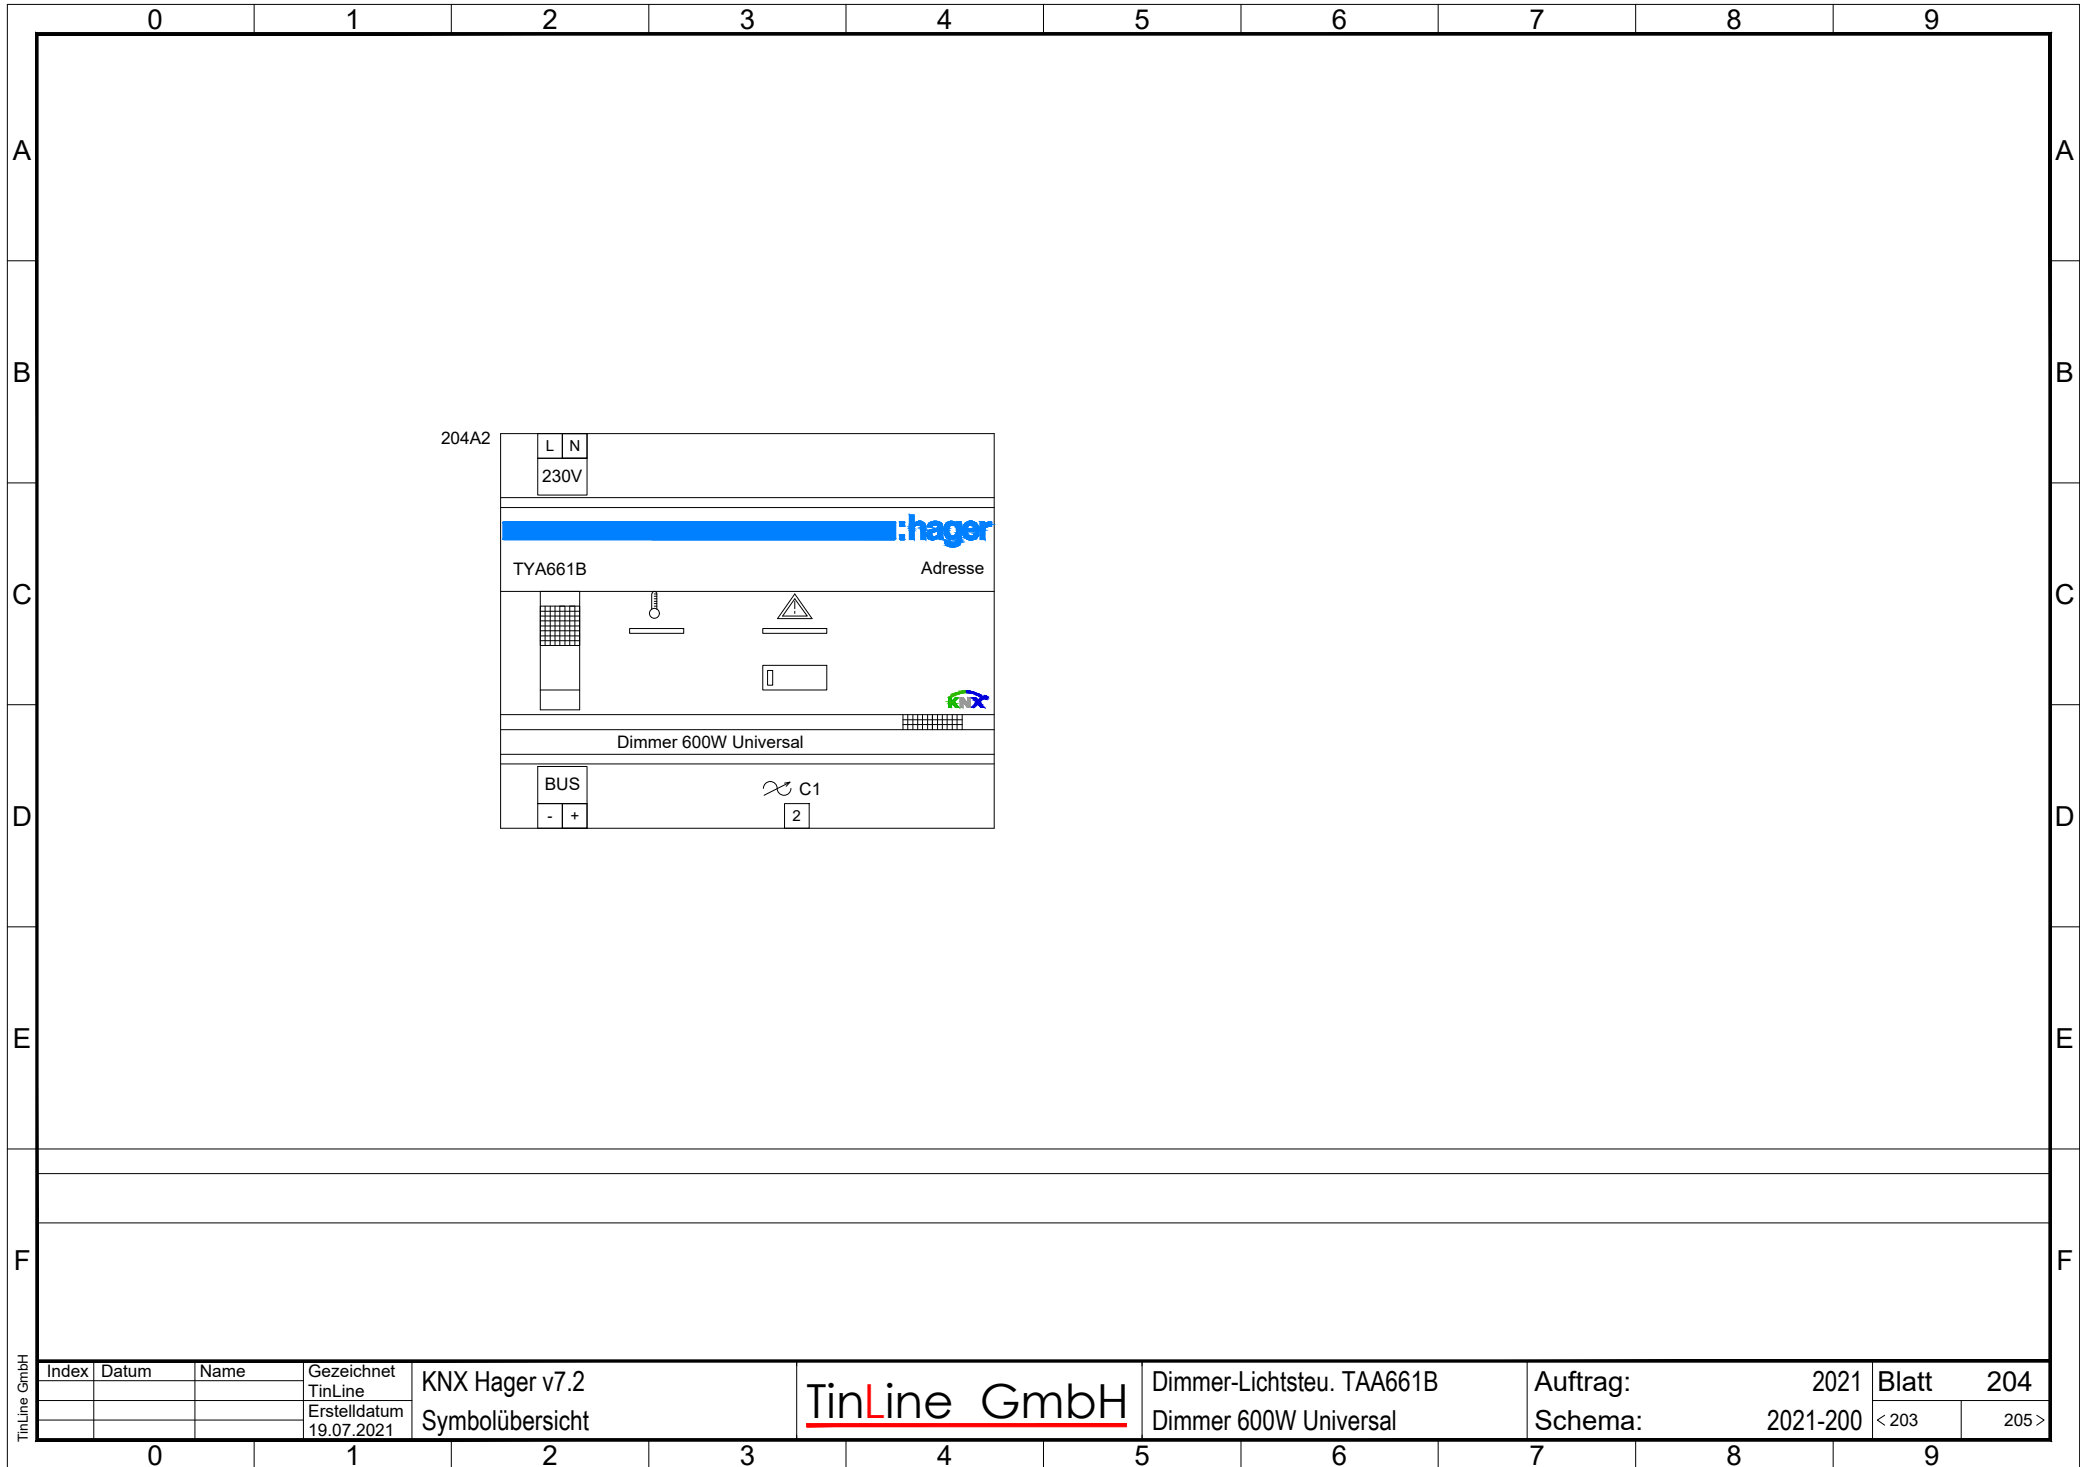 0 1 2 3 4 5 6 7 8 9
A A
B B
204A2
L N
230V
:hager
C C
TYA661B Adresse
KNX
Dimmer 600W Universal
BUS
C1
D D
- + 2
E E
F F
TinLine GmbH
Index Datum Name Gezeichnet
TinLine
Erstelldatum
19.07.2021
KNX Hager v7.2
Symbolübersicht
TinLine GmbH
Dimmer-Lichtsteu. TAA661B
Dimmer 600W Universal
Auftrag: 2021
Schema: 2021-200
Blatt 204
< 203 205 >
0 1 2 3 4 5 6 7 8 9